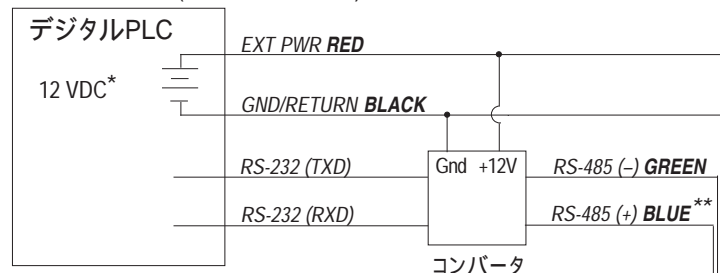 デジタルPLC
EXT PWR RED
12 VDC*
GND/RETURN BLACK
RS-232 (TXD)
Gnd +12V
RS-485 (–) GREEN
RS-232 (RXD)
RS-485 (+) BLUE**
コンバータ